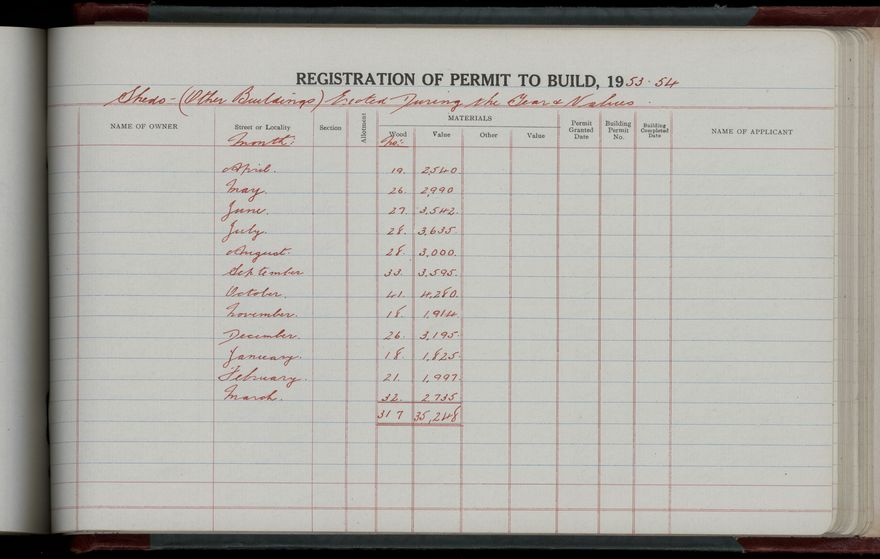 REGISTRATION OF PERMIT TO BUILD, 1953-54
Sheds - (Other Buildings) Erected During the Year & Values.
MATERIALS
NAME OF OWNER Street or Locality Section Allotment Wood Value Other Value Permit Granted Date Building Permit No. Building Completed Date NAME OF APPLICANT
Month: No:-
April. 19. 2,540.
May. 26. 2,990
June. 27. 3,542.
July. 28. 3,635.
August. 28. 3,000.
September 33. 3,595.
October. 41. 4,280.
November. 18. 1,914.
December. 26. 3,195.
January. 18. 1,825.
February. 21. 1,997.
March. 32. 2,735
317 35,248